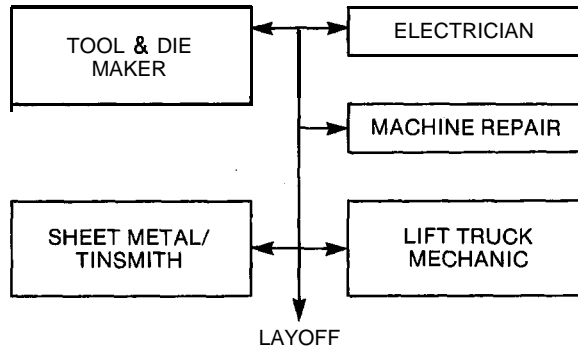 TOOL & DIE
MAKER
ELECTRICIAN
MACHINE REPAIR
SHEET METAL/
TINSMITH
LIFT TRUCK
MECHANIC
LAYOFF